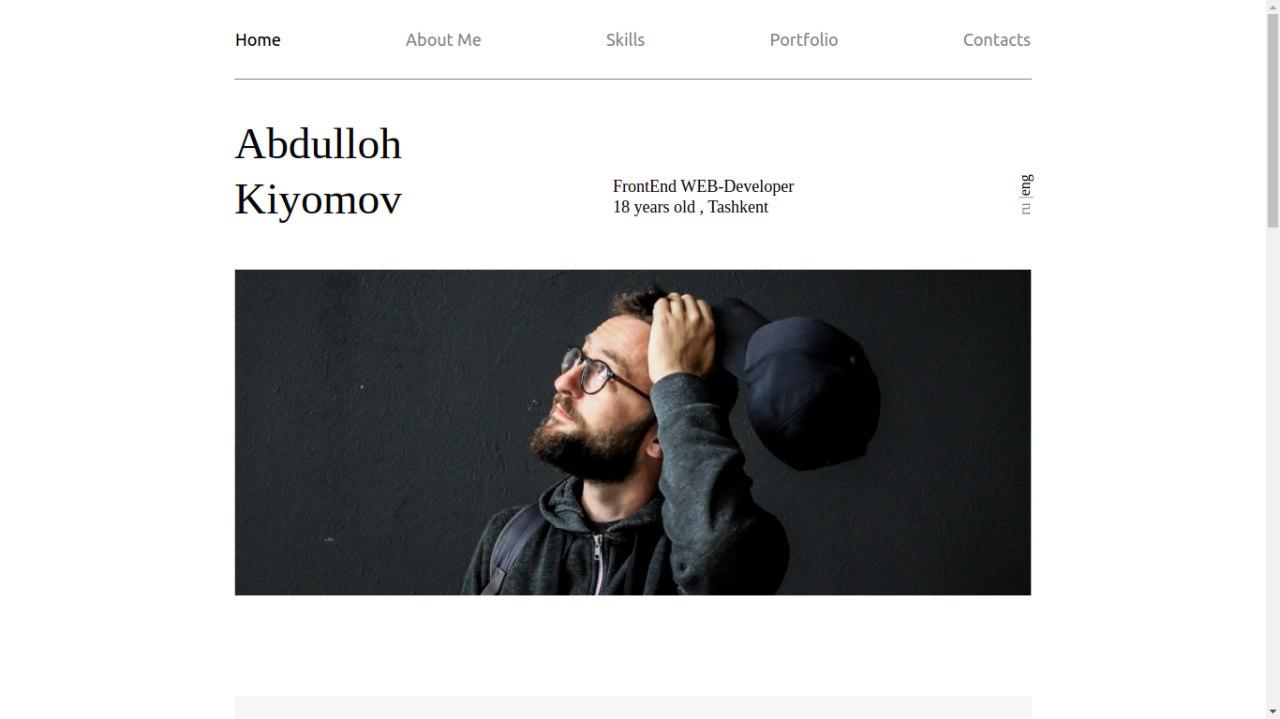 Home About Me Skills Portfolio Contacts
Abdulloh
Kiyomov
FrontEnd WEB-Developer
18 years old , Tashkent
ru |eng